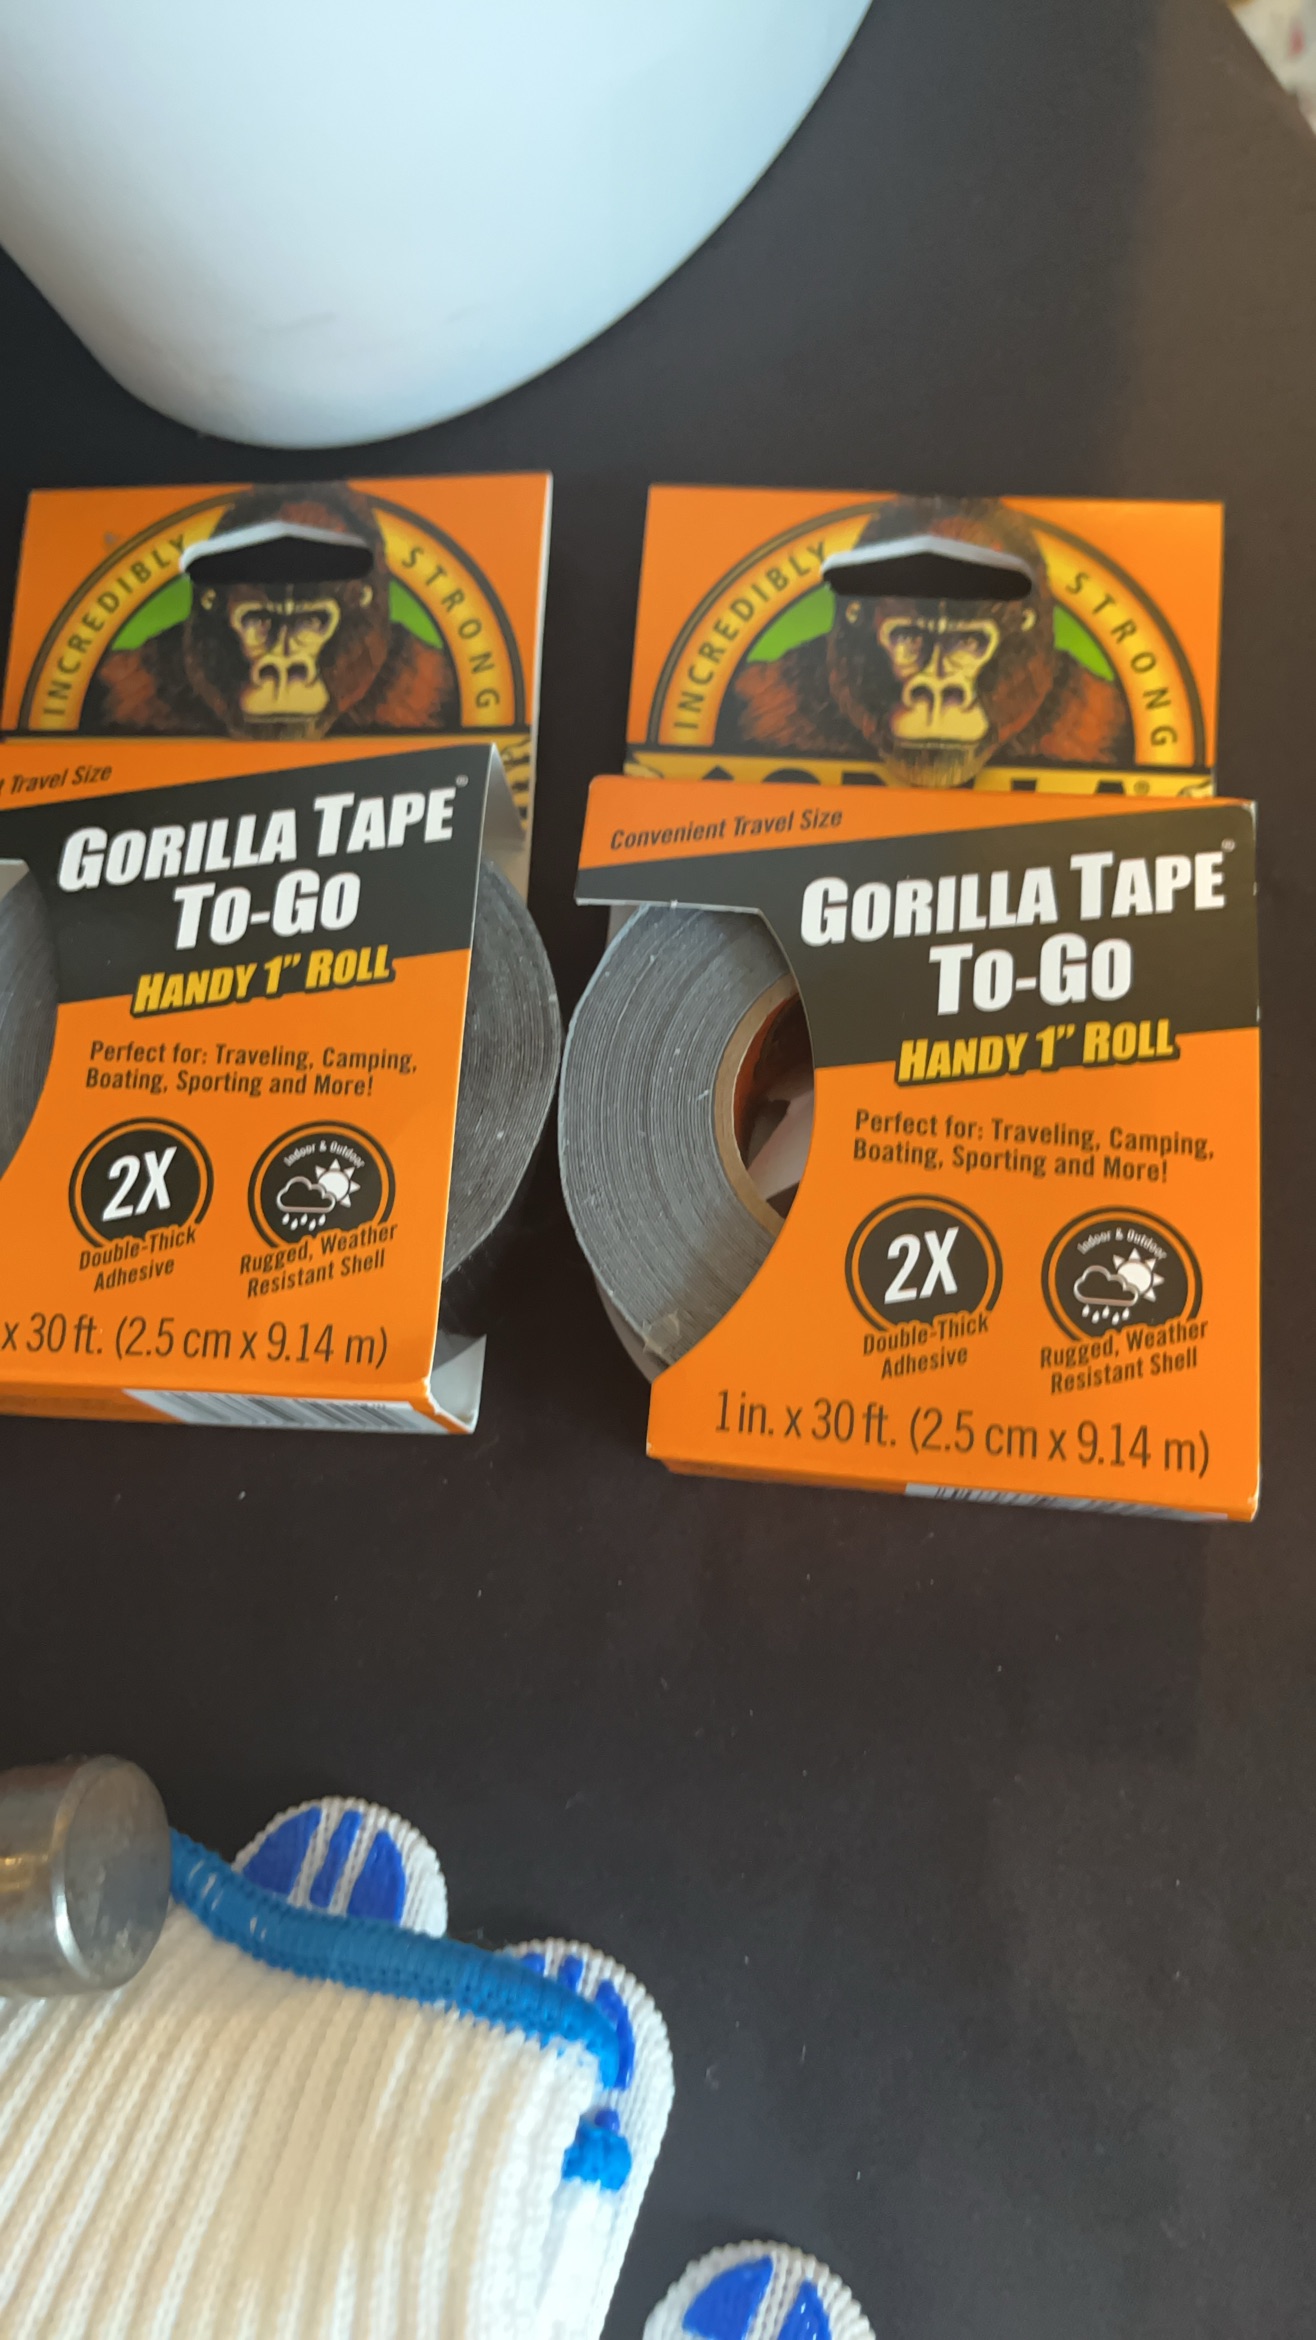 INCREDIBLY STRONG
Travel Size
GORILLA TAPE®
TO-GO
HANDY 1" ROLL
Perfect for: Traveling, Camping,
Boating, Sporting and More!
2X
Double-Thick
Adhesive
Indoor & Outdoor
Rugged, Weather
Resistant Shell
x 30 ft. (2.5 cm x 9.14 m)
INCREDIBLY STRONG
Convenient Travel Size
GORILLA TAPE®
TO-GO
HANDY 1" ROLL
Perfect for: Traveling, Camping,
Boating, Sporting and More!
2X
Double-Thick
Adhesive
Indoor & Outdoor
Rugged, Weather
Resistant Shell
1 in. x 30 ft. (2.5 cm x 9.14 m)